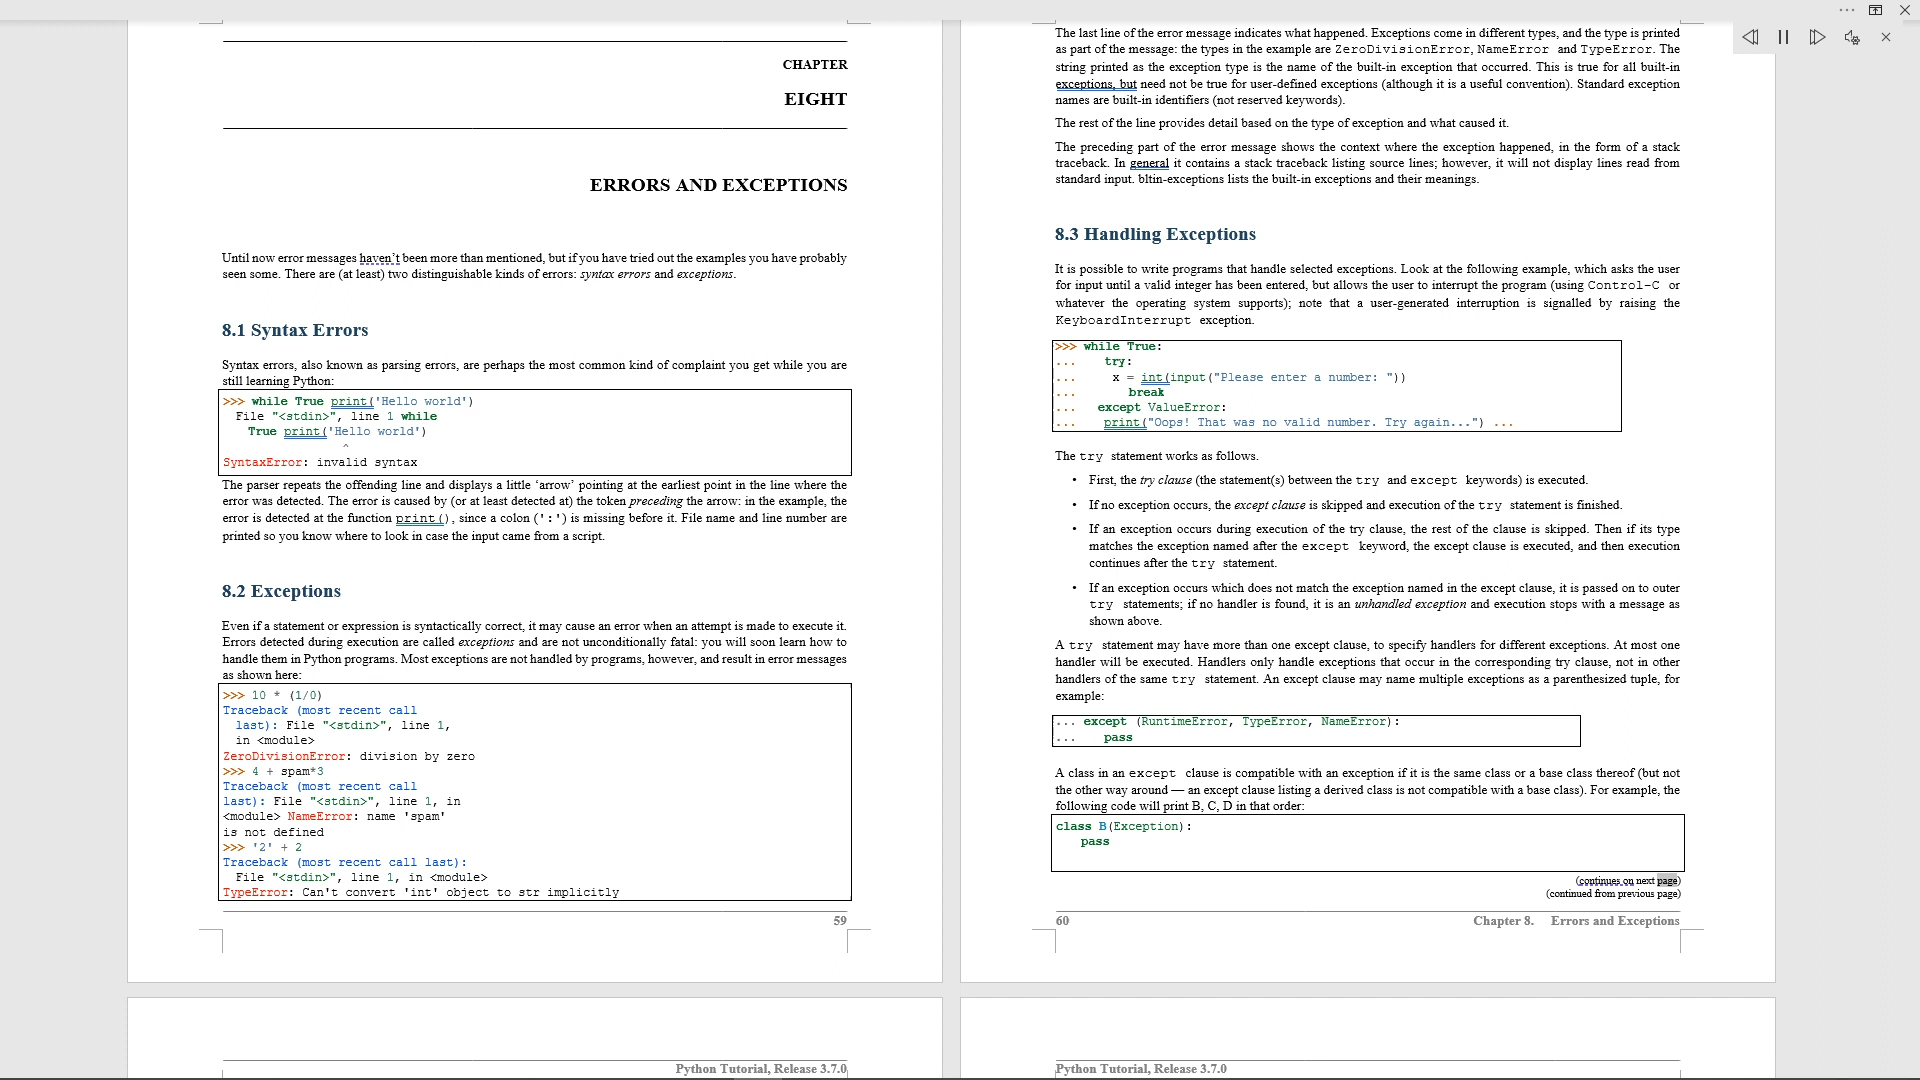 CHAPTER
EIGHT
ERRORS AND EXCEPTIONS
Until now error messages haven’t been more than mentioned, but if you have tried out the examples you have probably
seen some. There are (at least) two distinguishable kinds of errors: syntax errors and exceptions.
8.1 Syntax Errors
Syntax errors, also known as parsing errors, are perhaps the most common kind of complaint you get while you are
still learning Python:
>>> while True print('Hello world')
File "<stdin>", line 1 while
True print('Hello world')
^
SyntaxError: invalid syntax
The parser repeats the offending line and displays a little ‘arrow’ pointing at the earliest point in the line where the
error was detected. The error is caused by (or at least detected at) the token preceding the arrow: in the example, the
error is detected at the function print(), since a colon (':') is missing before it. File name and line number are
printed so you know where to look in case the input came from a script.
8.2 Exceptions
Even if a statement or expression is syntactically correct, it may cause an error when an attempt is made to execute it.
Errors detected during execution are called exceptions and are not unconditionally fatal: you will soon learn how to
handle them in Python programs. Most exceptions are not handled by programs, however, and result in error messages
as shown here:
>>> 10 * (1/0)
Traceback (most recent call
last): File "<stdin>", line 1,
in <module>
ZeroDivisionError: division by zero
>>> 4 + spam*3
Traceback (most recent call
last): File "<stdin>", line 1, in
<module> NameError: name 'spam'
is not defined
>>> '2' + 2
Traceback (most recent call last):
File "<stdin>", line 1, in <module>
TypeError: Can't convert 'int' object to str implicitly
59
The last line of the error message indicates what happened. Exceptions come in different types, and the type is printed
as part of the message: the types in the example are ZeroDivisionError, NameError and TypeError. The
string printed as the exception type is the name of the built-in exception that occurred. This is true for all built-in
exceptions, but need not be true for user-defined exceptions (although it is a useful convention). Standard exception
names are built-in identifiers (not reserved keywords).
The rest of the line provides detail based on the type of exception and what caused it.
The preceding part of the error message shows the context where the exception happened, in the form of a stack
traceback. In general it contains a stack traceback listing source lines; however, it will not display lines read from
standard input. bltin-exceptions lists the built-in exceptions and their meanings.
8.3 Handling Exceptions
It is possible to write programs that handle selected exceptions. Look at the following example, which asks the user
for input until a valid integer has been entered, but allows the user to interrupt the program (using Control-C or
whatever the operating system supports); note that a user-generated interruption is signalled by raising the
KeyboardInterrupt exception.
>>> while True:
... try:
... x = int(input("Please enter a number: "))
... break
... except ValueError:
... print("Oops! That was no valid number. Try again...") ...
The try statement works as follows.
• First, the try clause (the statement(s) between the try and except keywords) is executed.
• If no exception occurs, the except clause is skipped and execution of the try statement is finished.
• If an exception occurs during execution of the try clause, the rest of the clause is skipped. Then if its type
matches the exception named after the except keyword, the except clause is executed, and then execution
continues after the try statement.
• If an exception occurs which does not match the exception named in the except clause, it is passed on to outer
try statements; if no handler is found, it is an unhandled exception and execution stops with a message as
shown above.
A try statement may have more than one except clause, to specify handlers for different exceptions. At most one
handler will be executed. Handlers only handle exceptions that occur in the corresponding try clause, not in other
handlers of the same try statement. An except clause may name multiple exceptions as a parenthesized tuple, for
example:
... except (RuntimeError, TypeError, NameError):
... pass
A class in an except clause is compatible with an exception if it is the same class or a base class thereof (but not
the other way around — an except clause listing a derived class is not compatible with a base class). For example, the
following code will print B, C, D in that order:
class B(Exception):
pass
(continues on next page)
(continued from previous page)
60 Chapter 8. Errors and Exceptions
Python Tutorial, Release 3.7.0
Python Tutorial, Release 3.7.0